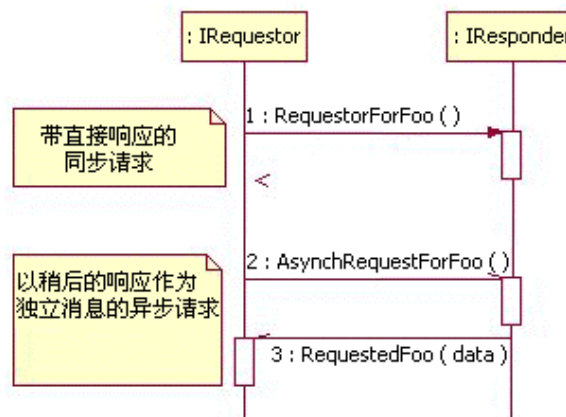 : IRequestor
: IResponder
1 : RequestorForFoo ( )
带直接响应的
同步请求
2 : AsynchRequestForFoo ( )
以稍后的响应作为
独立消息的异步请求
3 : RequestedFoo ( data )